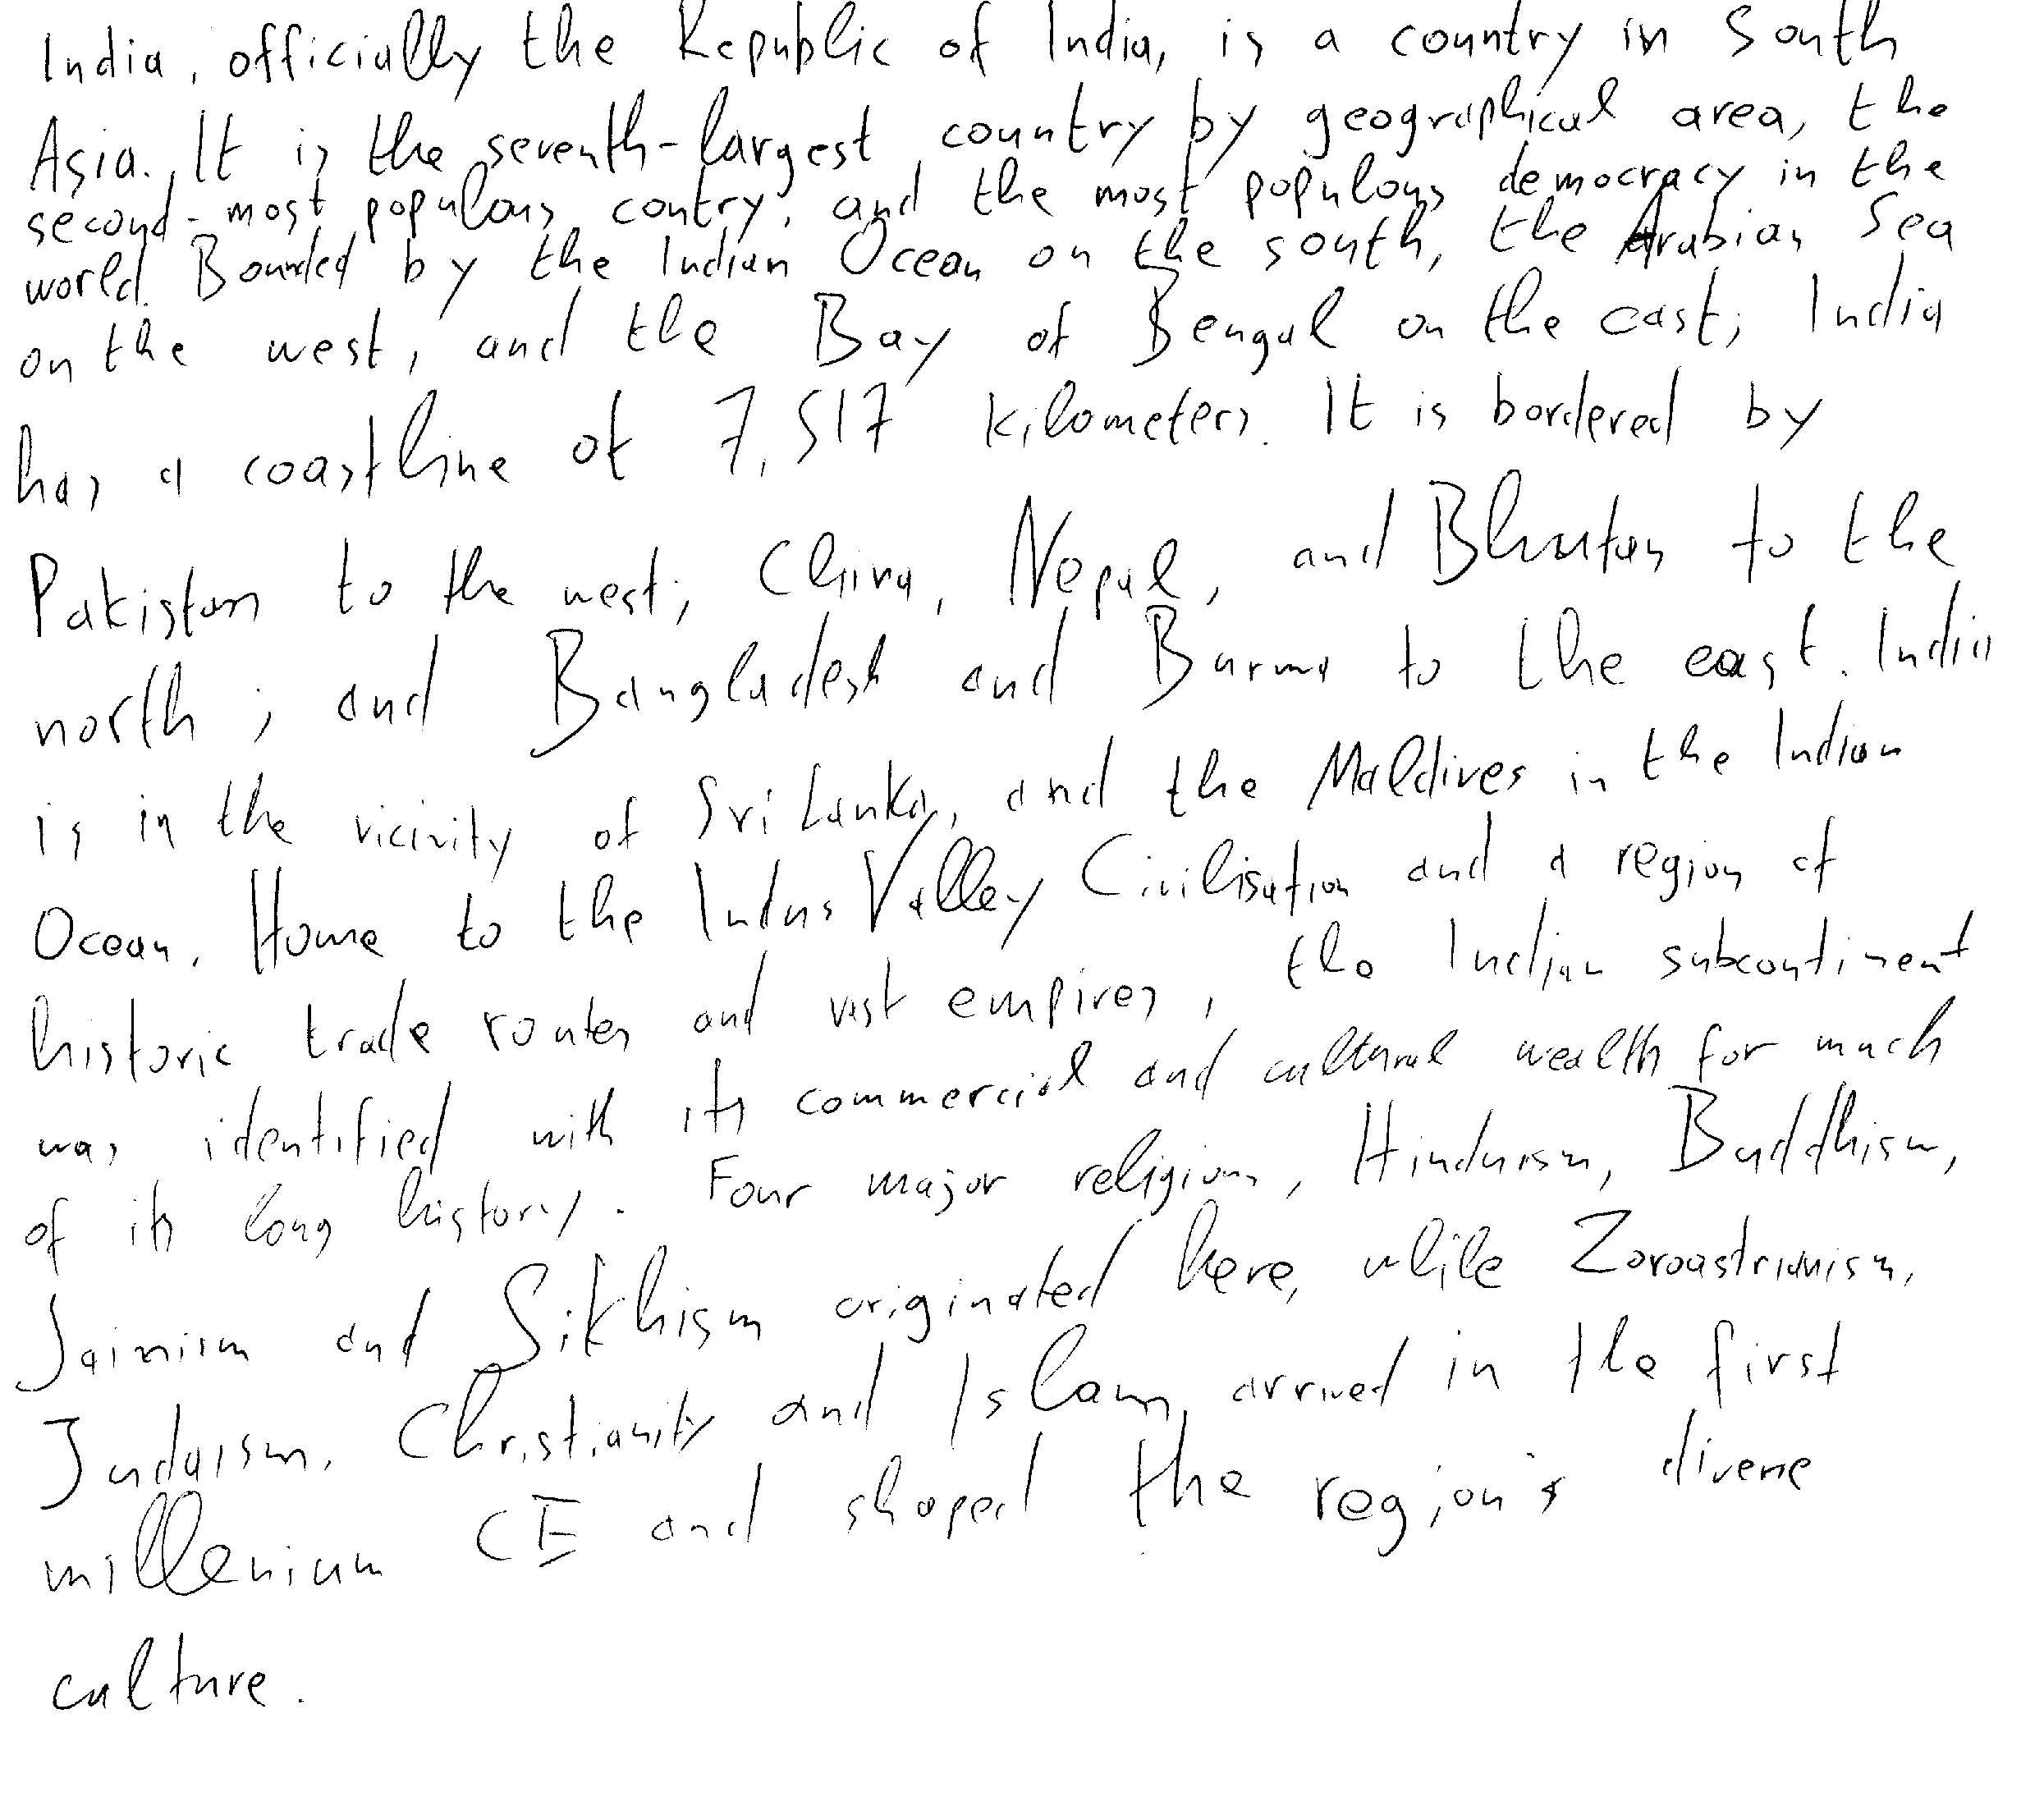 India, officially the Republic of India, is a country in South
Asia. It is the seventh-largest country by geographical area, the
second-most populous contry, and the most populous democracy in the
world. Bounded by the Indian Ocean on the south, the Arabian Sea
on the west, and the Bay of Bengal on the east, India
has a coastline of 7,517 kilometers. It is bordered by
Pakistan to the west; China, Nepal, and Bhutan to the
north; and Bangladesh and Burma to the east. India
is in the vicinity of Sri Lanka, and the Maldives in the Indian
Ocean. Home to the Indus Valley Civilisation and a region of
historic trade routes and vast empires, the Indian subcontinent
was identified with its commercial and cultural wealth for much
of its long history. Four major religions, Hinduism, Buddhism,
Jainism and Sikhism originated here, while Zoroastrianism,
Judaism, Christianity and Islam arrived in the first
millenium CE and shaped the region's diverse
culture.